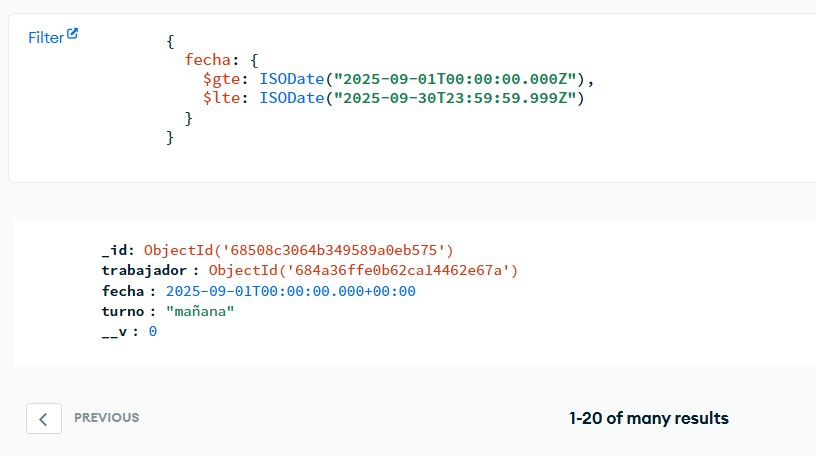 Filter
{
fecha: {
$gte: ISODate("2025-09-01T00:00:00.000Z"),
$lte: ISODate("2025-09-30T23:59:59.999Z")
}
}
_id: ObjectId('68508c3064b349589a0eb575')
trabajador : ObjectId('684a36ffe0b62ca14462e67a')
fecha : 2025-09-01T00:00:00.000+00:00
turno : "mañana"
__v : 0
PREVIOUS
1-20 of many results